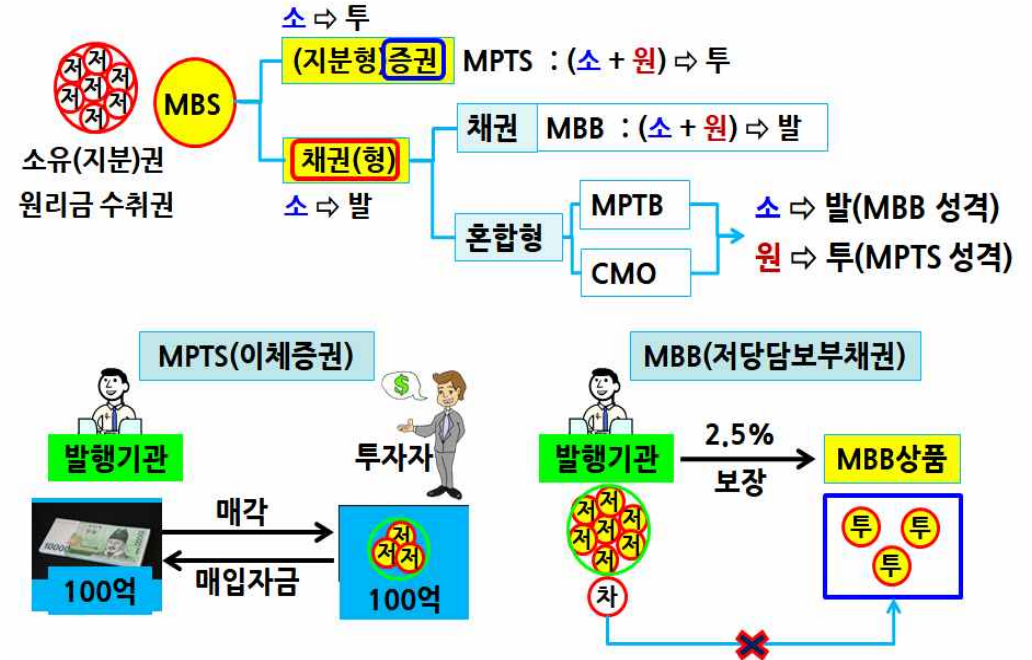 소 ⇨ 투
(지분형)증권 MPTS : (소 + 원) ⇨ 투
저 저
저 저 저
저 저
저
MBS
소유(지분)권
원리금 수취권
채권(형)
소 ⇨ 발
채권 MBB : (소 + 원) ⇨ 발
혼합형
MPTB
CMO
소 ⇨ 발(MBB 성격)
원 ⇨ 투(MPTS 성격)
MPTS(이체증권)
$
발행기관
투자자
매각
매입자금
10000
100억
저
저 저
100억
MBB(저당담보부채권)
발행기관
2.5%
보장
MBB상품
저 저
저 저 저
저 저
저
차
투 투
투